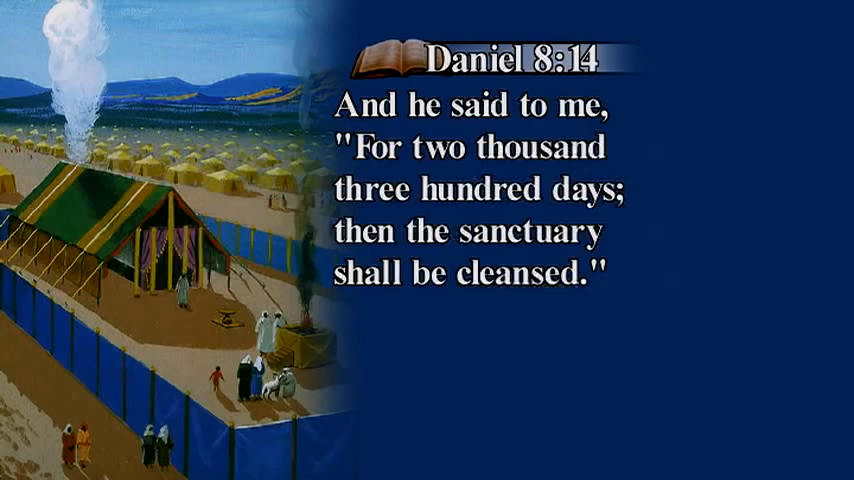 Daniel 8:14
And he said to me,
"For two thousand
three hundred days;
then the sanctuary
shall be cleansed."